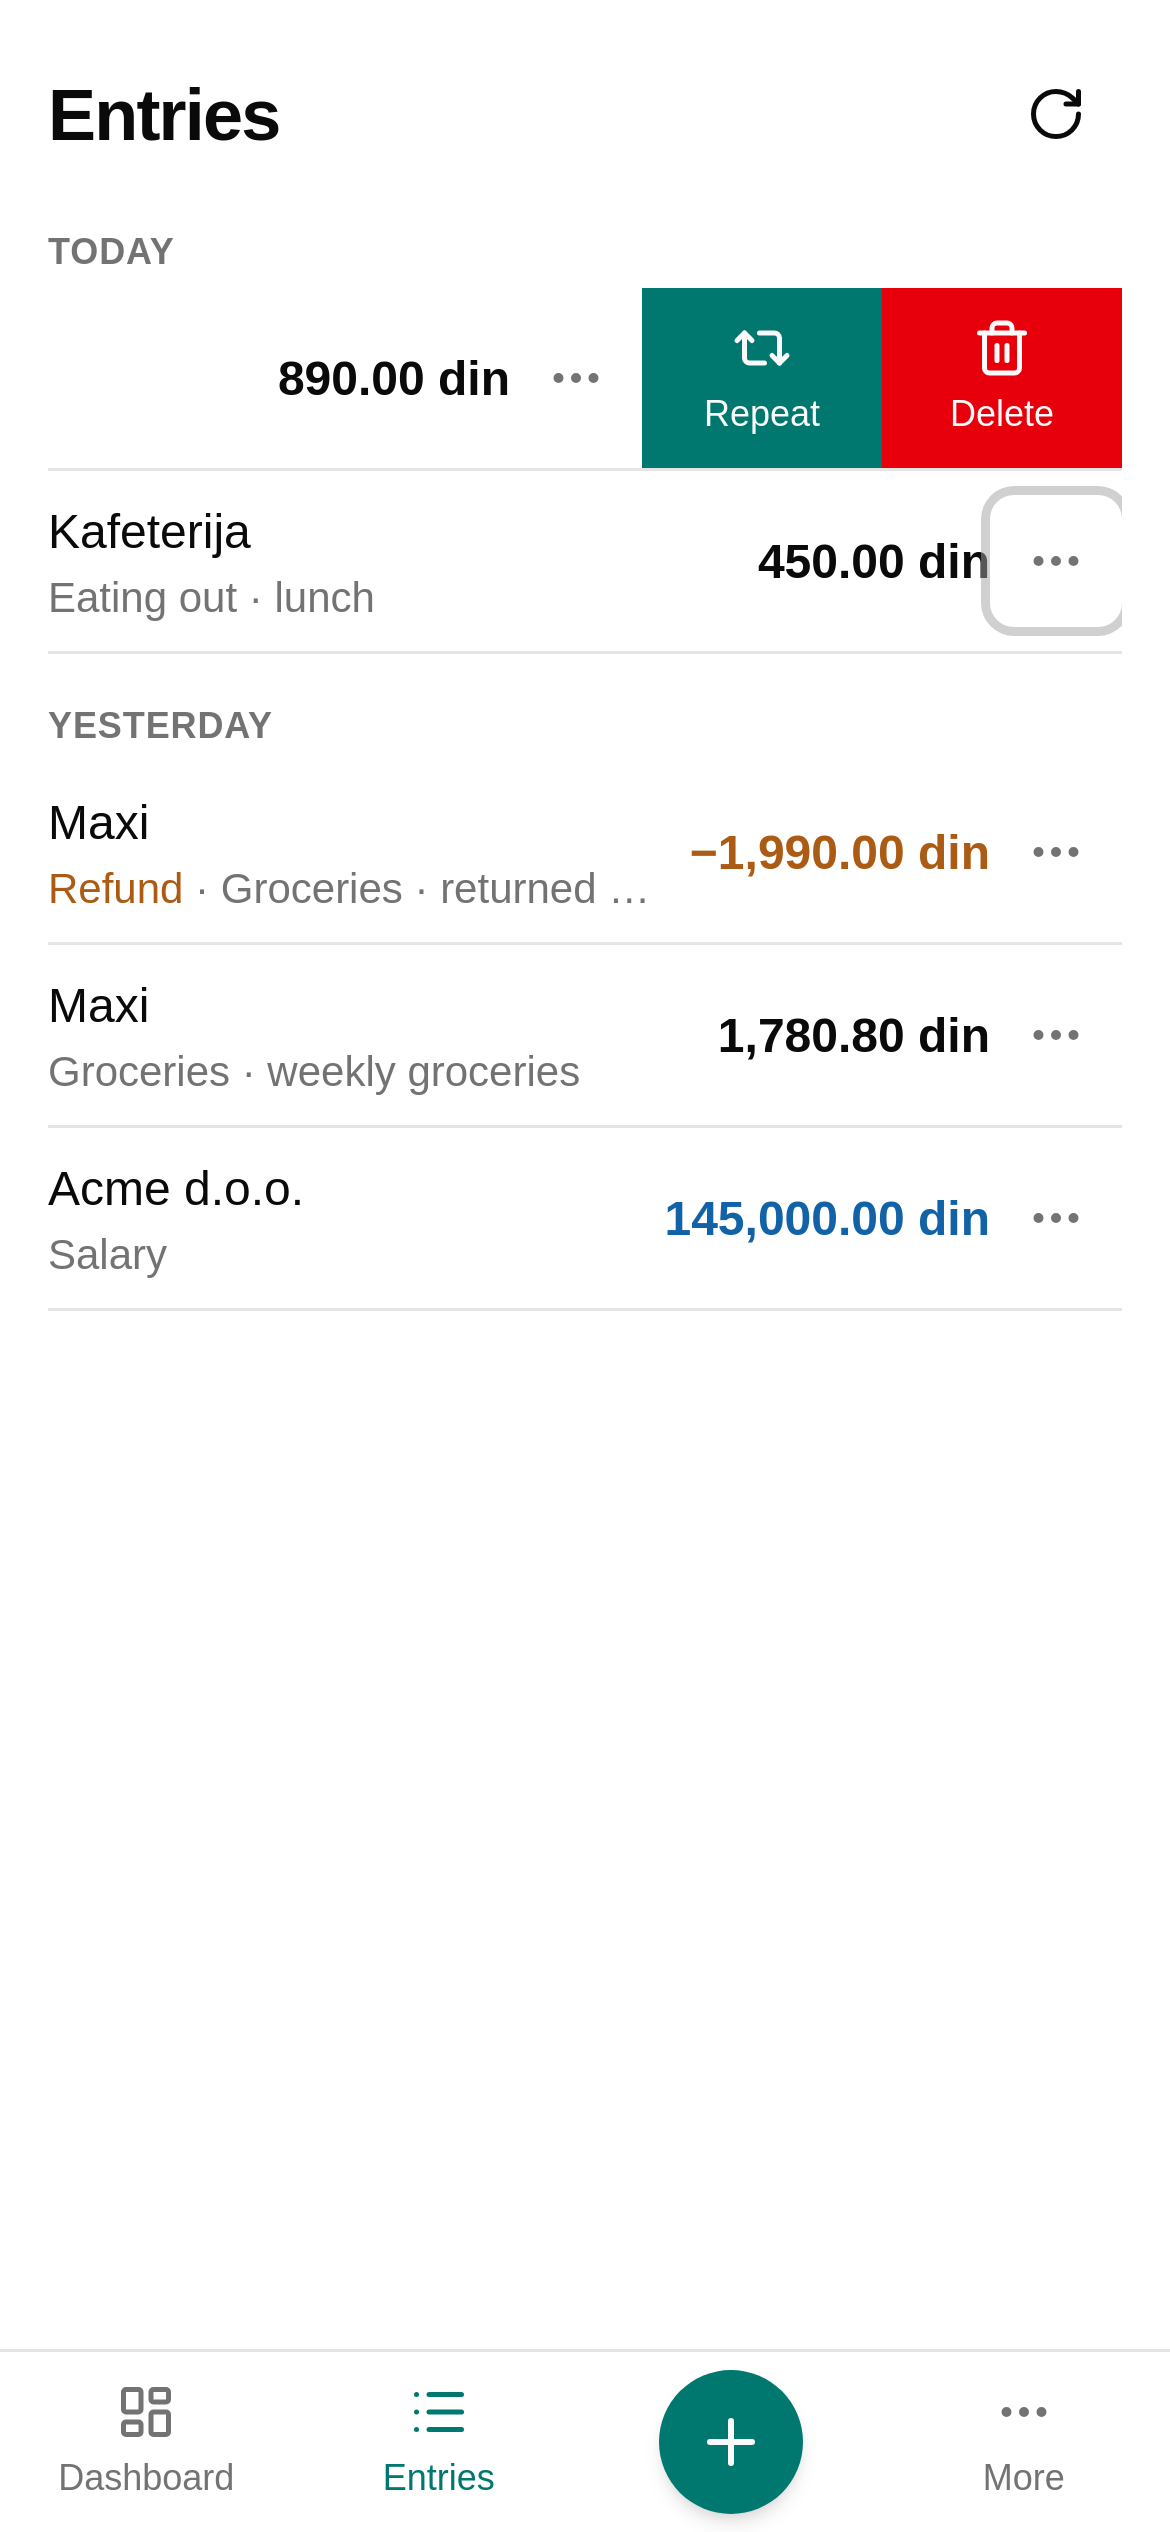 Entries
TODAY
890.00 din
Repeat
Delete
Kafeterija
450.00 din
Eating out · lunch
YESTERDAY
Maxi
−1,990.00 din
Refund · Groceries · returned …
Maxi
1,780.80 din
Groceries · weekly groceries
Acme d.o.o.
145,000.00 din
Salary
Dashboard
Entries
More